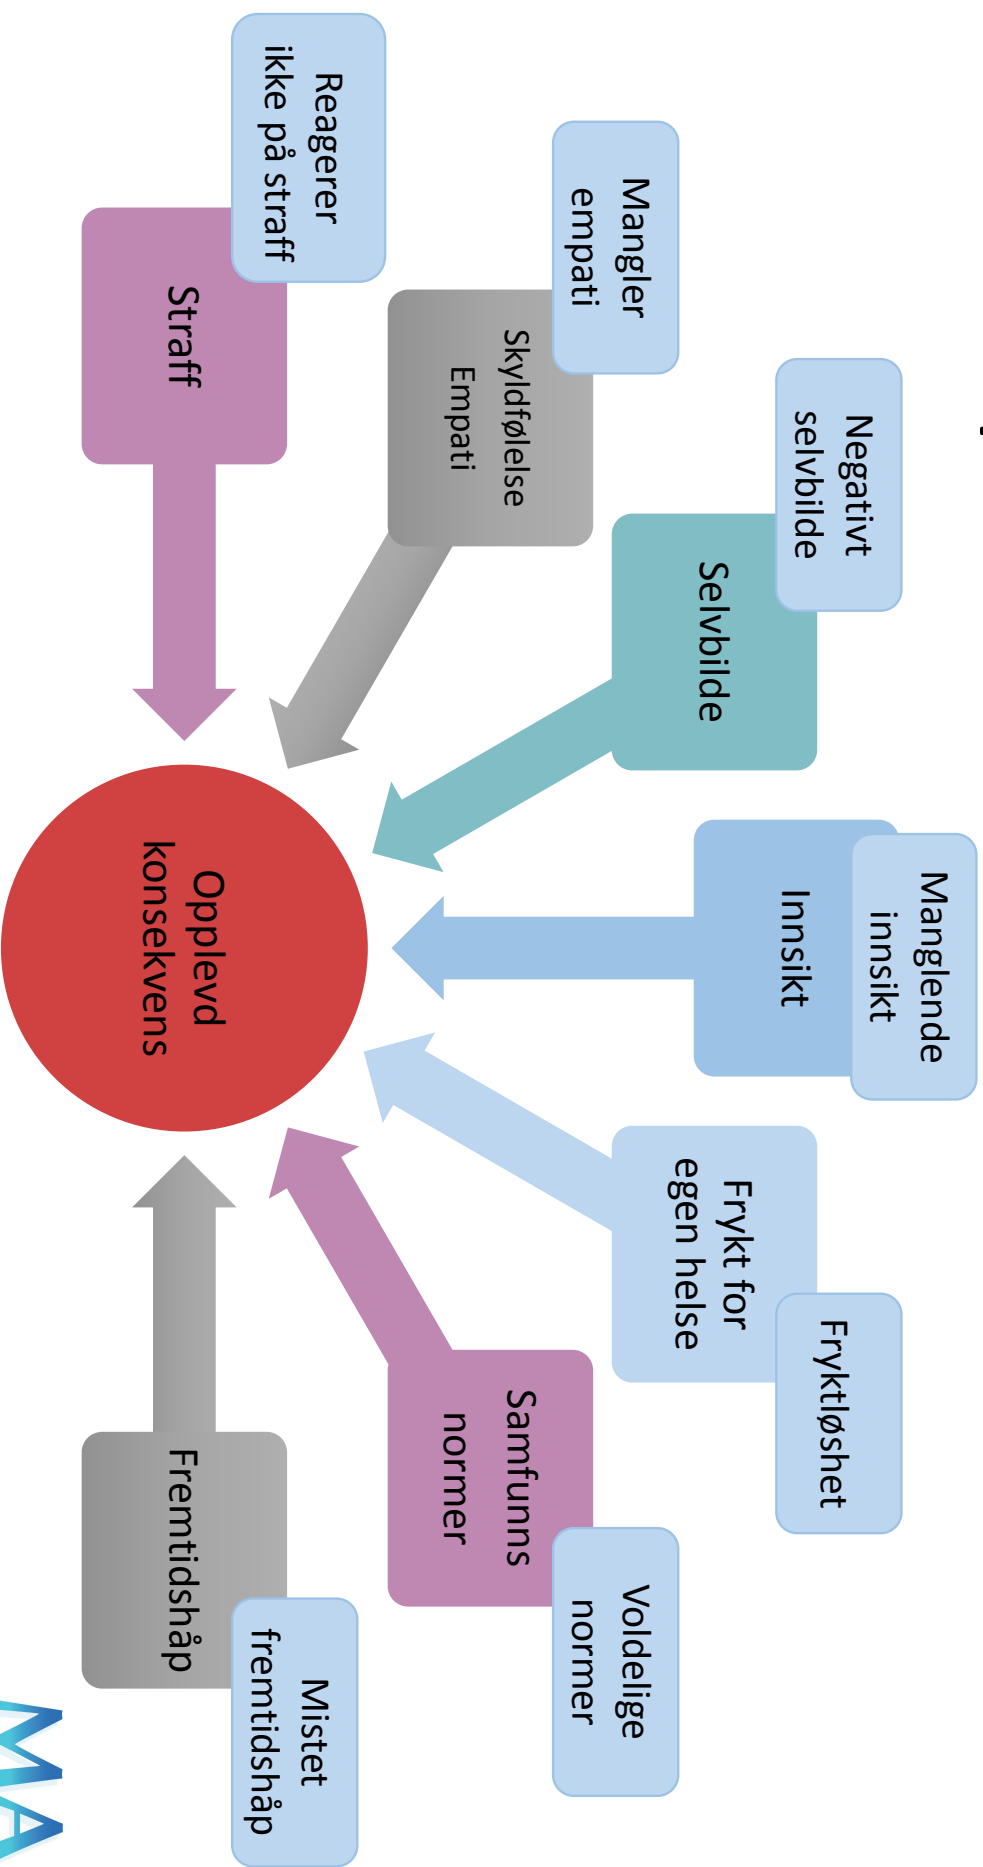 Reagerer
ikke på straff
Straff
Mangler
empati
Skyldfølelse
Empati
Negativt
selvbilde
Selvbilde
Manglende
innsikt
Innsikt
Fryktløshet
Frykt for
egen helse
Voldelige
normer
Samfunns
normer
Mistet
fremtidshåp
Fremtidshåp
Opplevd
konsekvens
MA